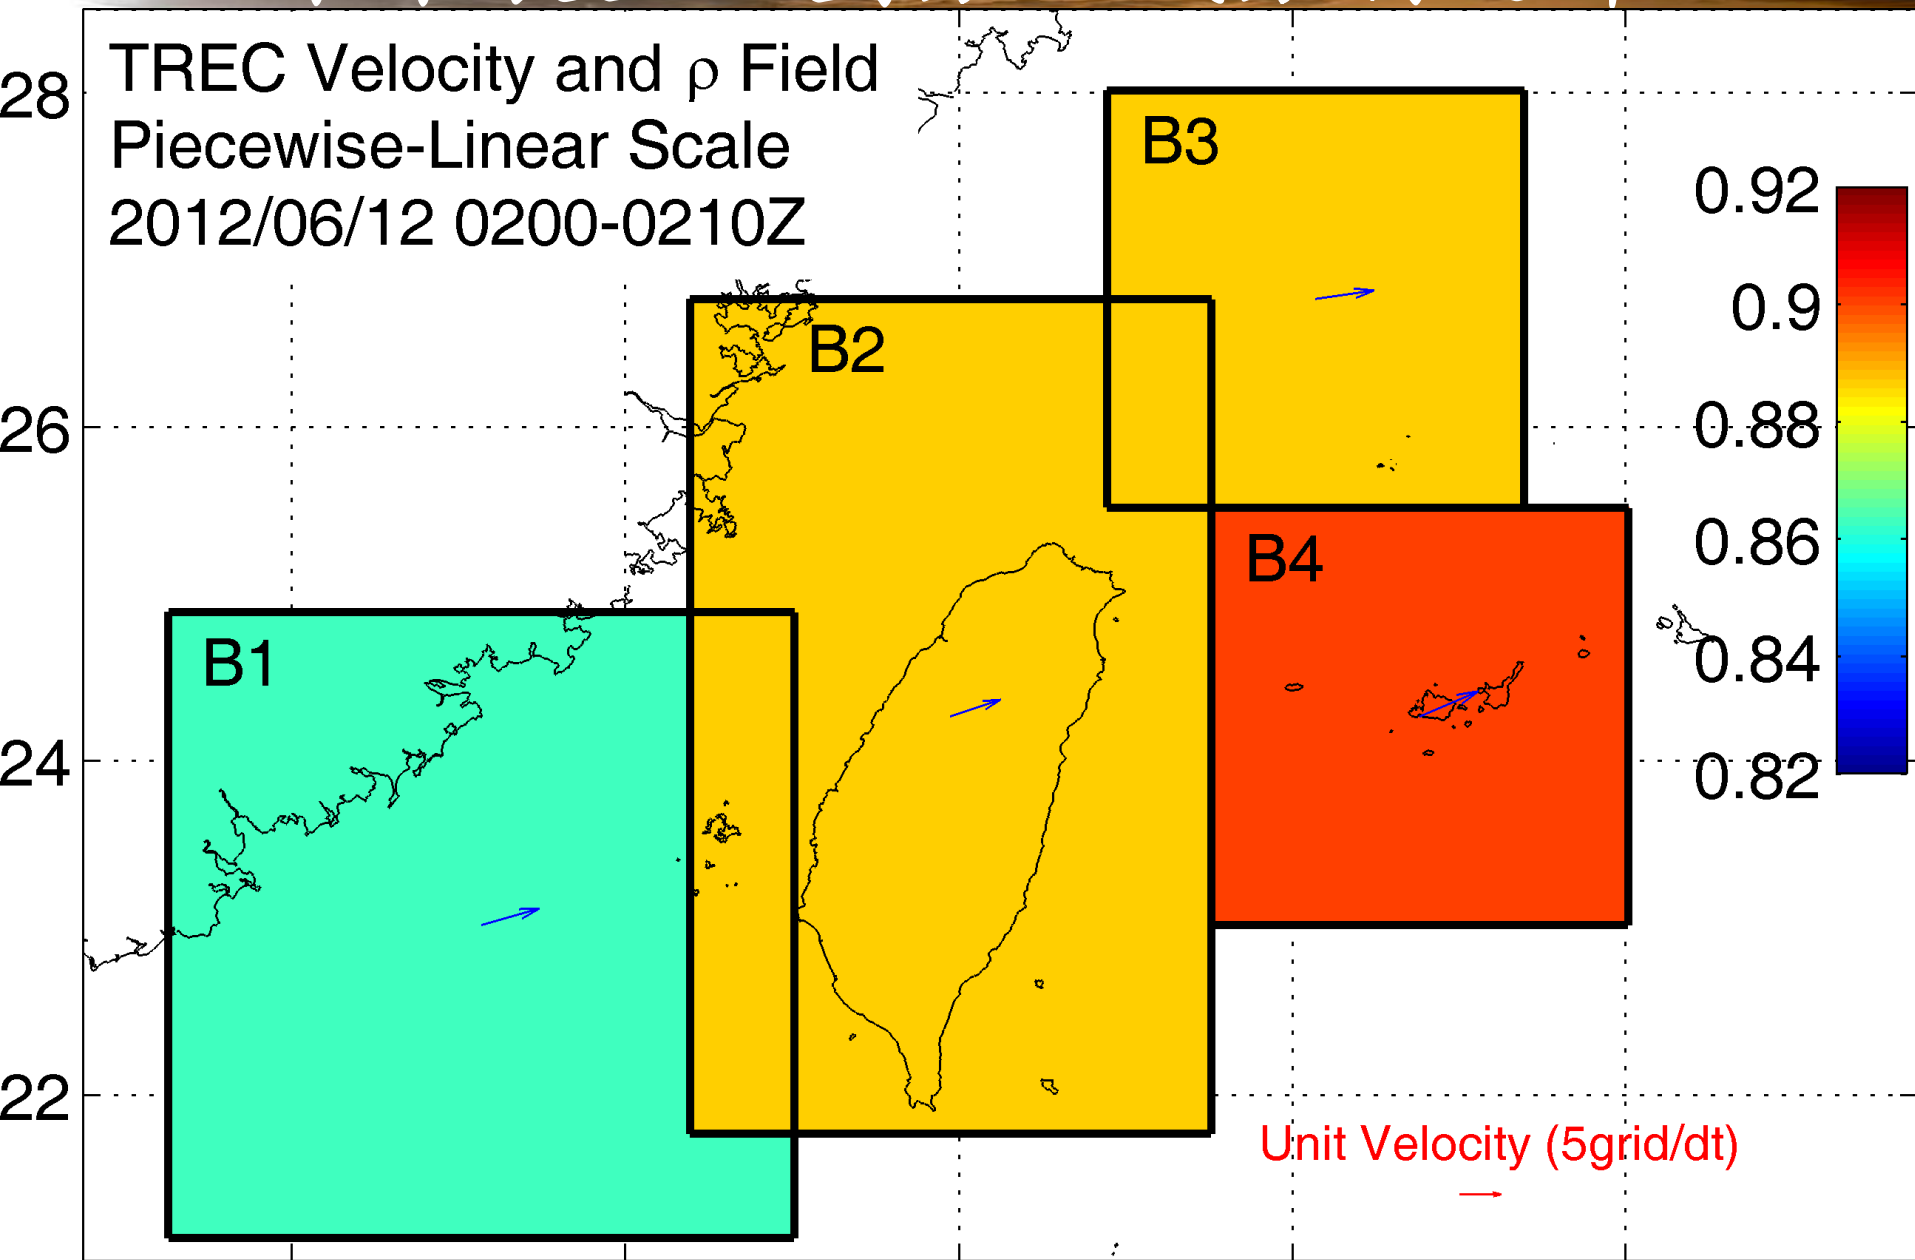 TREC Velocity and ρ Field
Piecewise-Linear Scale
2012/06/12 0200-0210Z
28
26
24
22
B3
B2
B4
B1
0.92
0.9
0.88
0.86
0.84
0.82
Unit Velocity (5grid/dt)